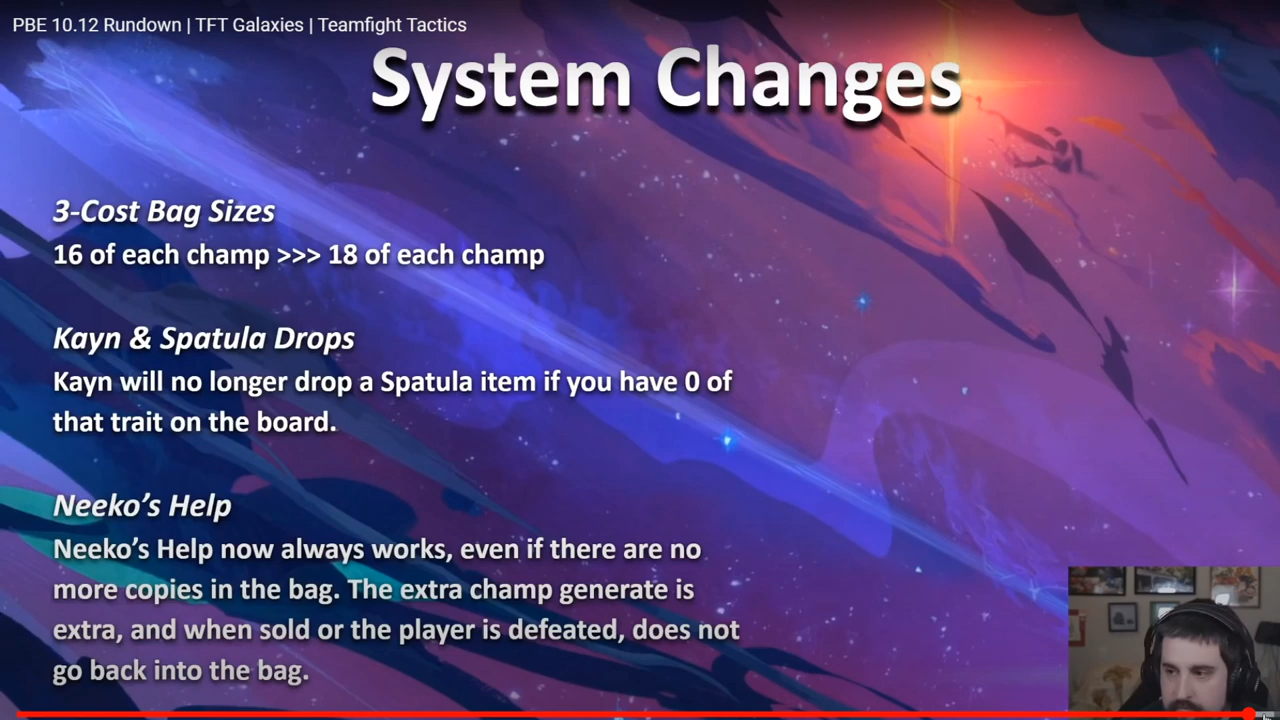 PBE 10.12 Rundown | TFT Galaxies | Teamfight Tactics
System Changes
3-Cost Bag Sizes
16 of each champ >>> 18 of each champ
Kayn & Spatula Drops
Kayn will no longer drop a Spatula item if you have 0 of
that trait on the board.
Neeko’s Help
Neeko’s Help now always works, even if there are no
more copies in the bag. The extra champ generate is
extra, and when sold or the player is defeated, does not
go back into the bag.